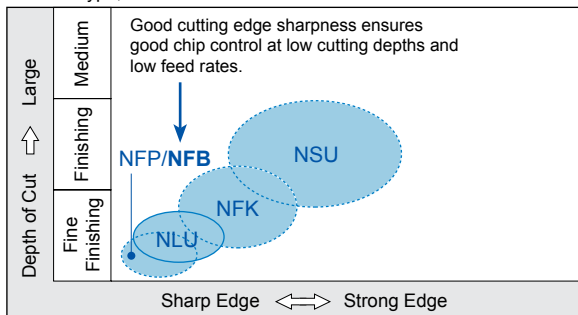 Good cutting edge sharpness ensures
good chip control at low cutting depths and
low feed rates.
Large
Depth of Cut
Medium
Finishing
Fine
Finishing
NFP/NFB
NSU
NFK
NLU
Sharp Edge
Strong Edge